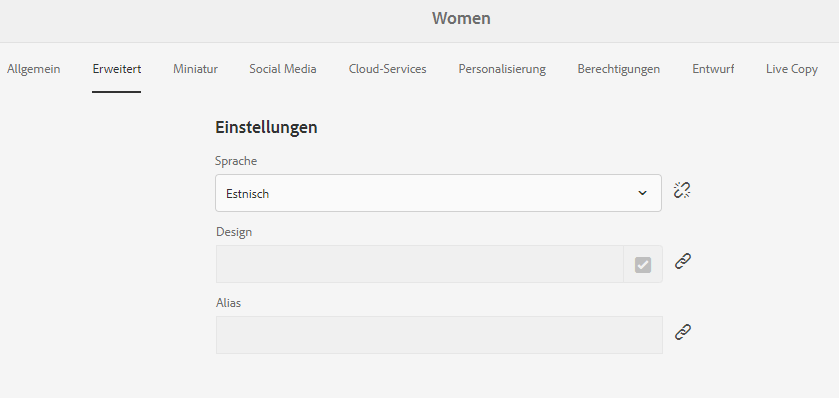 Women
Allgemein Erweitert Miniatur Social Media Cloud-Services Personalisierung Berechtigungen Entwurf Live Copy
Einstellungen
Sprache
Estnisch
Design
Alias